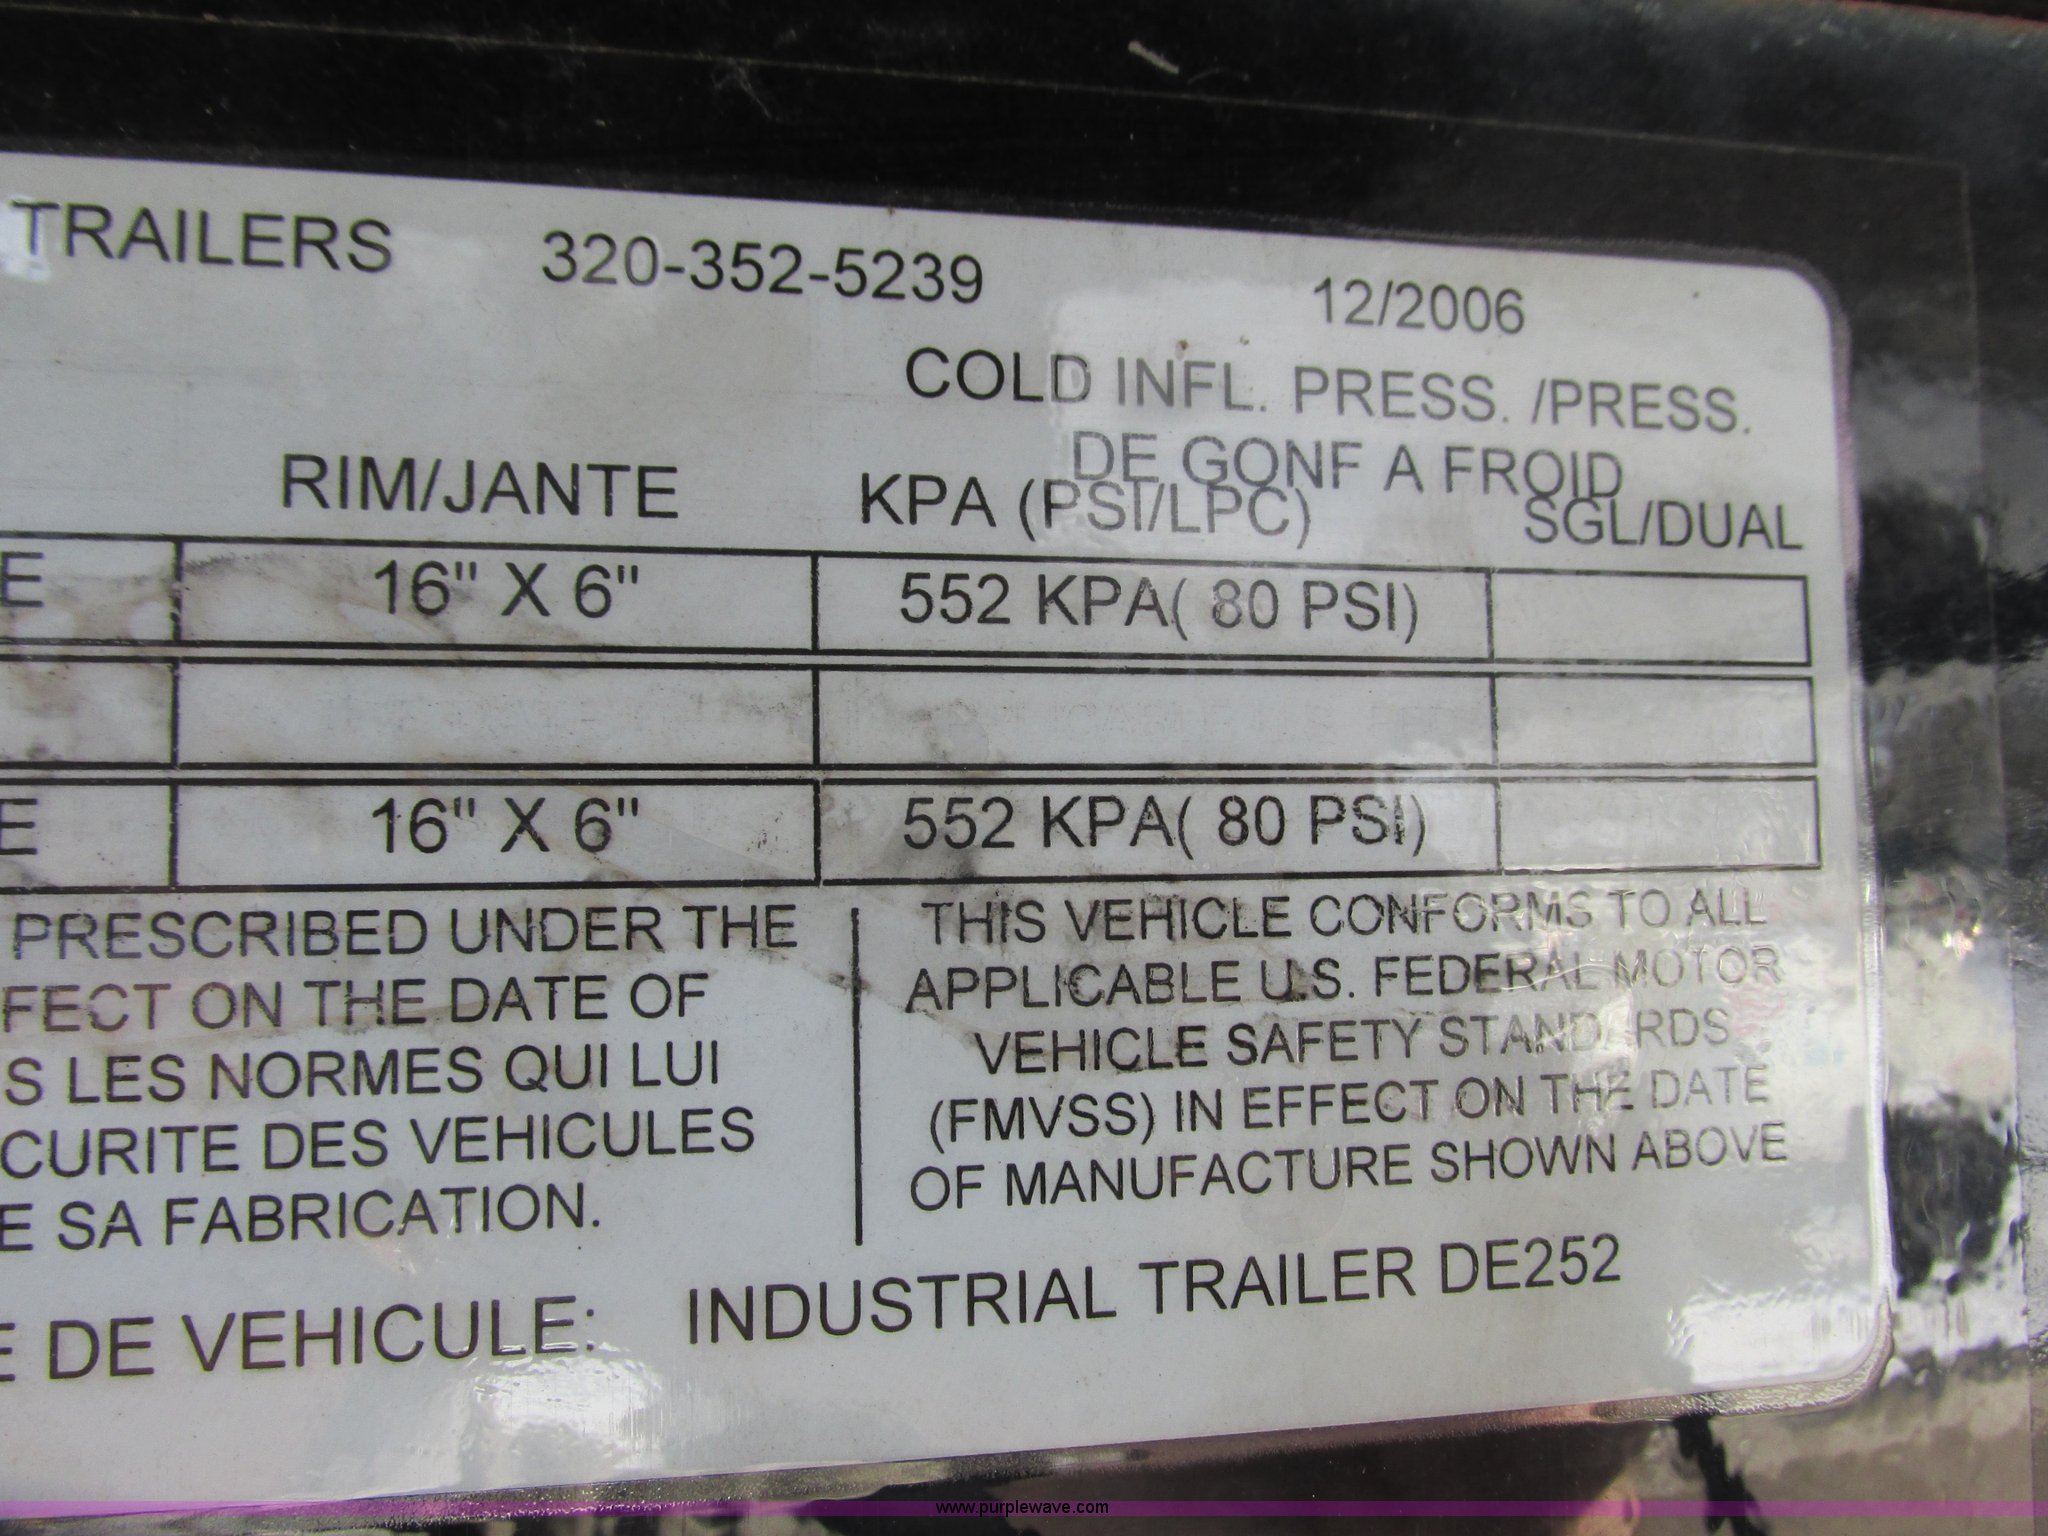 TRAILERS 320-352-5239 12/2006
COLD INFL. PRESS. /PRESS.
DE GONF A FROID
RIM/JANTE KPA (PSI/LPC) SGL/DUAL
E 16" X 6" 552 KPA( 80 PSI)
E 16" X 6" 552 KPA( 80 PSI)
PRESCRIBED UNDER THE
FECT ON THE DATE OF
S LES NORMES QUI LUI
CURITE DES VEHICULES
E SA FABRICATION.
THIS VEHICLE CONFORMS TO ALL
APPLICABLE U.S. FEDERAL MOTOR
VEHICLE SAFETY STANDARDS
(FMVSS) IN EFFECT ON THE DATE
OF MANUFACTURE SHOWN ABOVE
E DE VEHICULE: INDUSTRIAL TRAILER DE252
www.purplewave.com